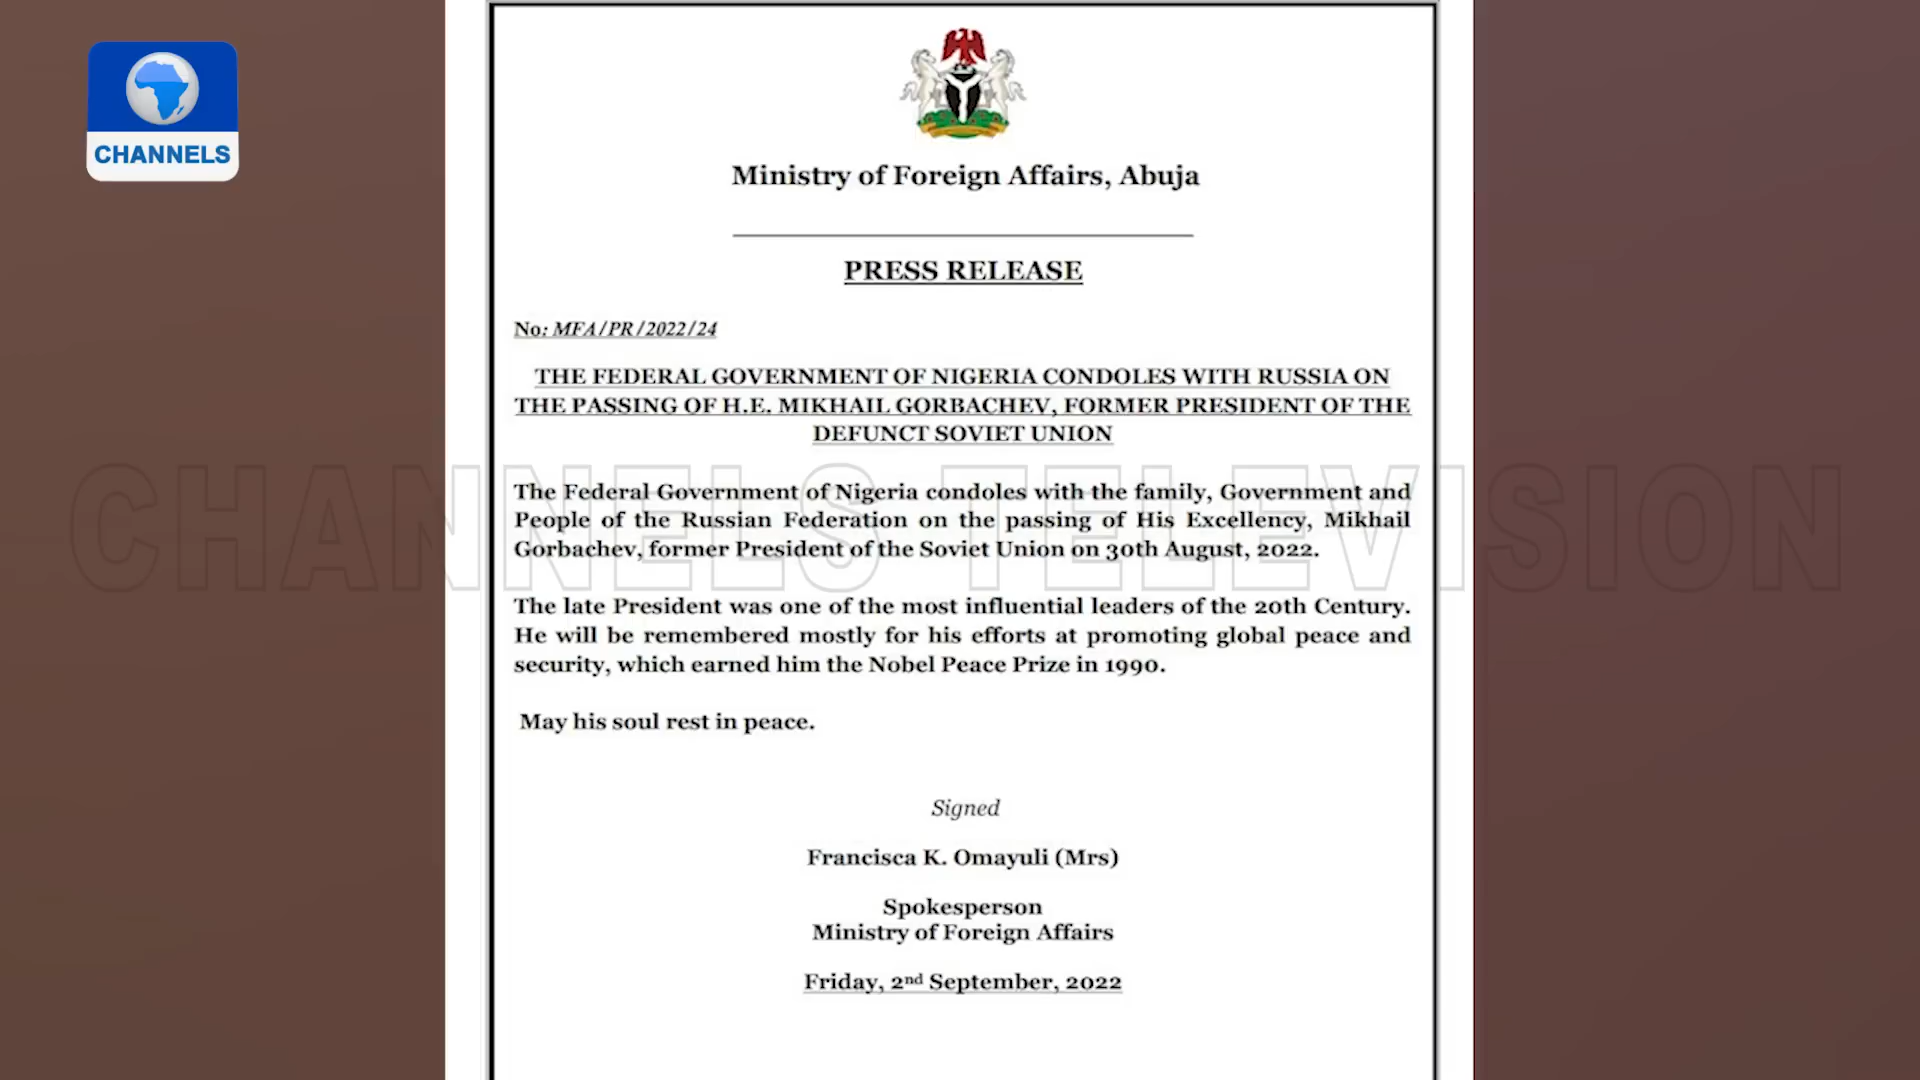 CHANNELS
Ministry of Foreign Affairs, Abuja
PRESS RELEASE
No: MFA/PR/2022/24
THE FEDERAL GOVERNMENT OF NIGERIA CONDOLES WITH RUSSIA ON
THE PASSING OF H.E. MIKHAIL GORBACHEV, FORMER PRESIDENT OF THE
DEFUNCT SOVIET UNION
The Federal Government of Nigeria condoles with the family, Government and
People of the Russian Federation on the passing of His Excellency, Mikhail
Gorbachev, former President of the Soviet Union on 30th August, 2022.
CHANNELS TELEVISION
The late President was one of the most influential leaders of the 20th Century.
He will be remembered mostly for his efforts at promoting global peace and
security, which earned him the Nobel Peace Prize in 1990.
May his soul rest in peace.
Signed
Francisca K. Omayuli (Mrs)
Spokesperson
Ministry of Foreign Affairs
Friday, 2nd September, 2022